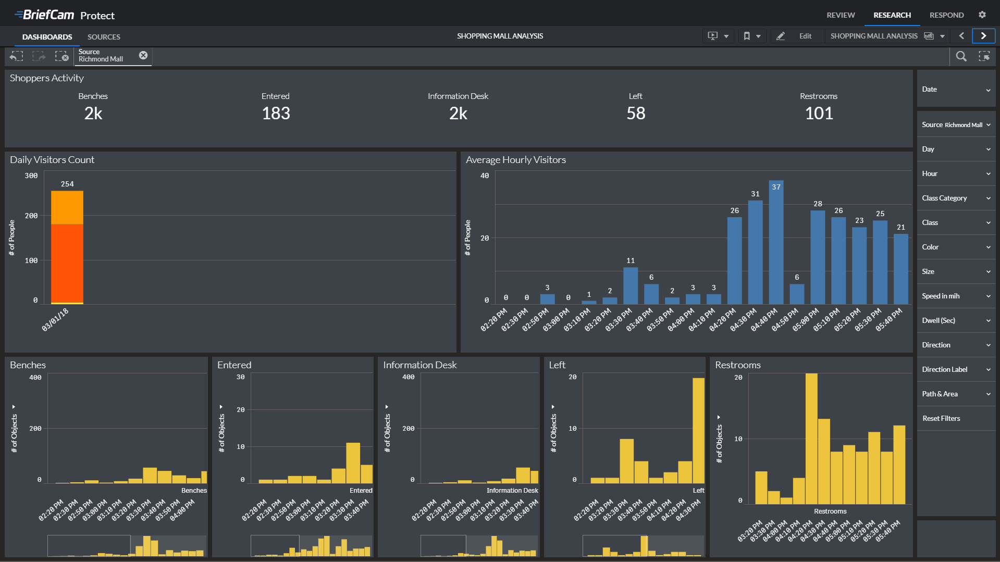 BriefCam Protect
REVIEW RESEARCH RESPOND
DASHBOARDS SOURCES SHOPPING MALL ANALYSIS Edit SHOPPING MALL ANALYSIS
Source
Richmond Mall
Shoppers Activity
Benches Entered Information Desk Left Restrooms
2k 183 2k 58 101
Date
Source Richmond Mall
Day
Hour
Class Category
Class
Color
Size
Speed in mih
Dwell (Sec)
Direction
Direction Label
Path & Area
Reset Filters
Daily Visitors Count
# of People
300
200
100
0
254
03/01/18
Average Hourly Visitors
# of People
40
20
0
0 0 3 0 1 2 11 6 2 3 3 26 31 37 6 28 26 23 25 21
02:20 PM 02:30 PM 02:50 PM 03:00 PM 03:10 PM 03:20 PM 03:30 PM 03:40 PM 03:50 PM 04:00 PM 04:10 PM 04:20 PM 04:30 PM 04:40 PM 04:50 PM 05:00 PM 05:10 PM 05:20 PM 05:30 PM 05:40 PM
Benches
# of Objects
400
200
0
Benches
02:20 PM 02:30 PM 02:50 PM 03:00 PM 03:10 PM 03:20 PM 03:30 PM 03:40 PM 03:50 PM 04:00 PM
Entered
# of Objects
30
20
10
0
Entered
02:20 PM 02:30 PM 02:50 PM 03:00 PM 03:10 PM 03:20 PM 03:30 PM 03:40 PM
Information Desk
# of Objects
400
200
0
Information Desk
02:20 PM 02:30 PM 02:50 PM 03:00 PM 03:10 PM 03:20 PM 03:30 PM 03:40 PM
Left
# of Objects
20
10
0
Left
02:20 PM 03:20 PM 03:30 PM 03:40 PM 03:50 PM 04:10 PM 04:20 PM 04:30 PM
Restrooms
# of Objects
20
10
0
Restrooms
03:20 PM 03:30 PM 04:00 PM 04:10 PM 04:20 PM 04:30 PM 04:40 PM 05:00 PM 05:10 PM 05:20 PM 05:30 PM 05:40 PM